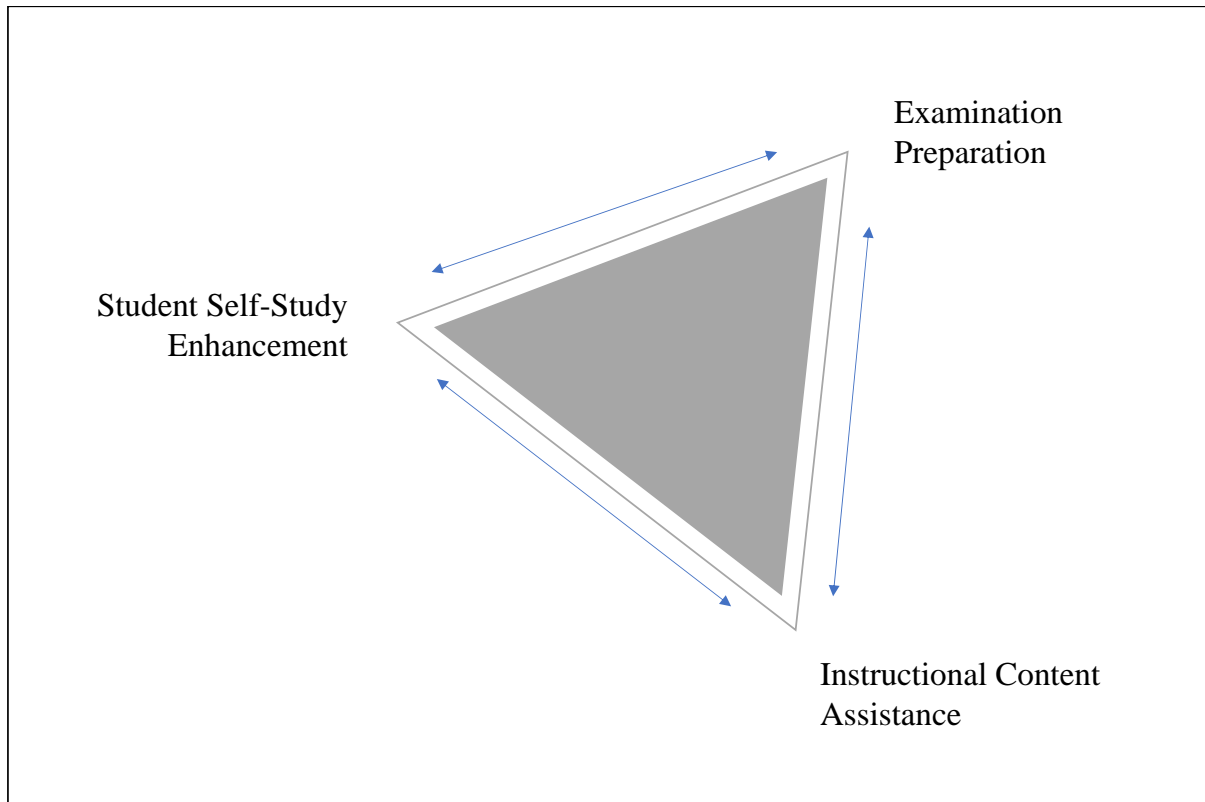 Examination
Preparation
Student Self-Study
Enhancement
Instructional Content
Assistance